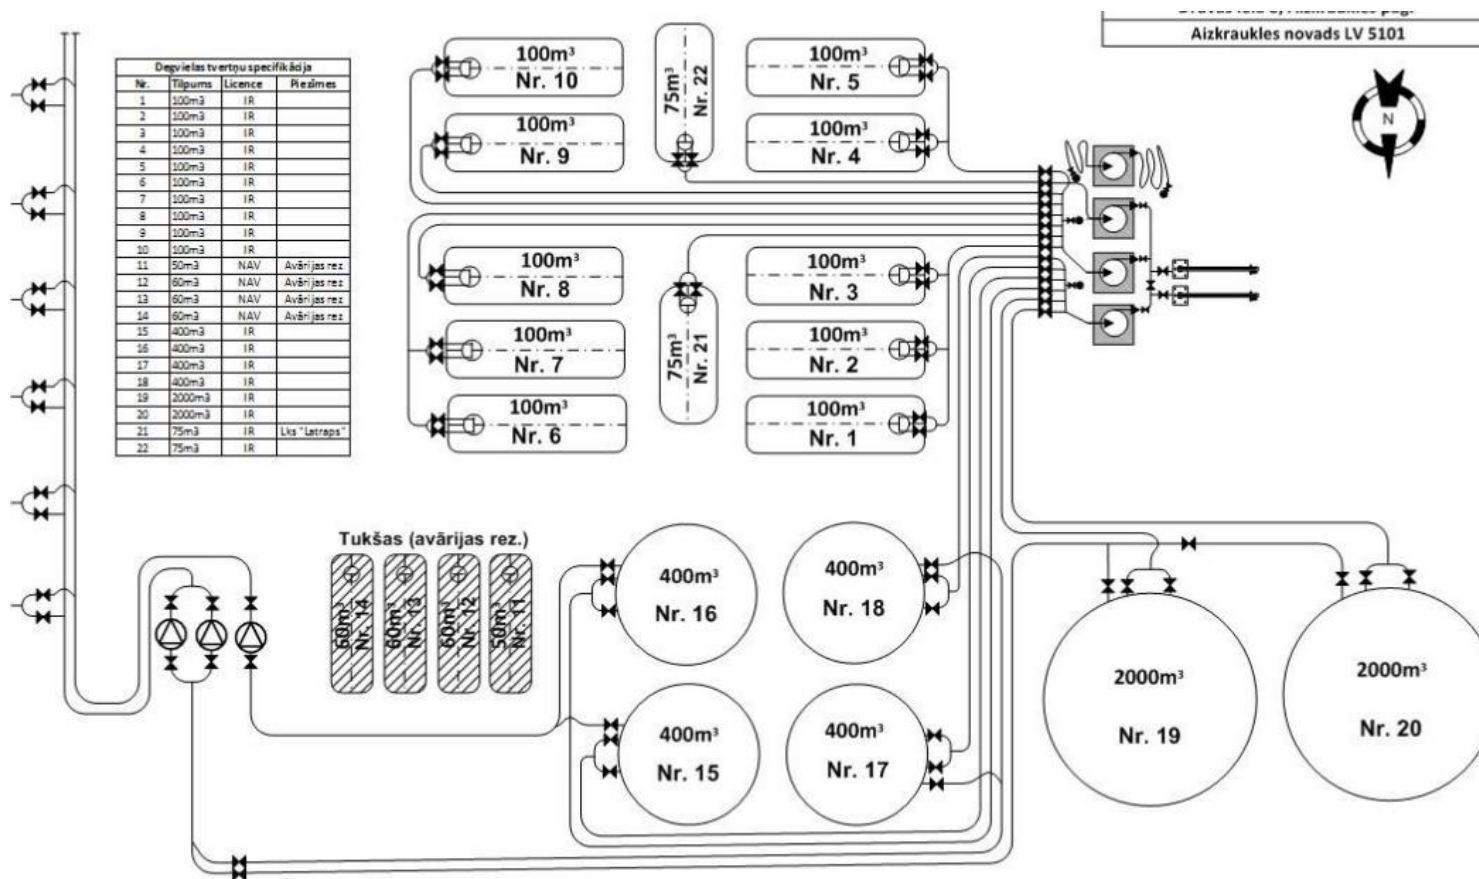 Aizkraukles novads LV 5101
N
Degvielas tvertņu specifikācija
Nr. Tilpums Licence Piezīmes
1 100m3 IR
2 100m3 IR
3 100m3 IR
4 100m3 IR
5 100m3 IR
6 100m3 IR
7 100m3 IR
8 100m3 IR
9 100m3 IR
10 100m3 IR
11 50m3 NAV Avārijas rez
12 60m3 NAV Avārijas rez
13 60m3 NAV Avārijas rez
14 60m3 NAV Avārijas rez
15 400m3 IR
16 400m3 IR
17 400m3 IR
18 400m3 IR
19 2000m3 IR
20 2000m3 IR
21 75m3 IR Lks "Latraps"
22 75m3 IR
100m³
Nr. 10
75m³
Nr. 22
100m³
Nr. 5
100m³
Nr. 9
100m³
Nr. 4
100m³
Nr. 8
100m³
Nr. 3
100m³
Nr. 7
75m³
Nr. 21
100m³
Nr. 2
100m³
Nr. 6
100m³
Nr. 1
Tukšas (avārijas rez.)
60m³
Nr. 14
60m³
Nr. 13
60m³
Nr. 12
50m³
Nr. 11
400m³
Nr. 16
400m³
Nr. 18
400m³
Nr. 15
400m³
Nr. 17
2000m³
Nr. 19
2000m³
Nr. 20